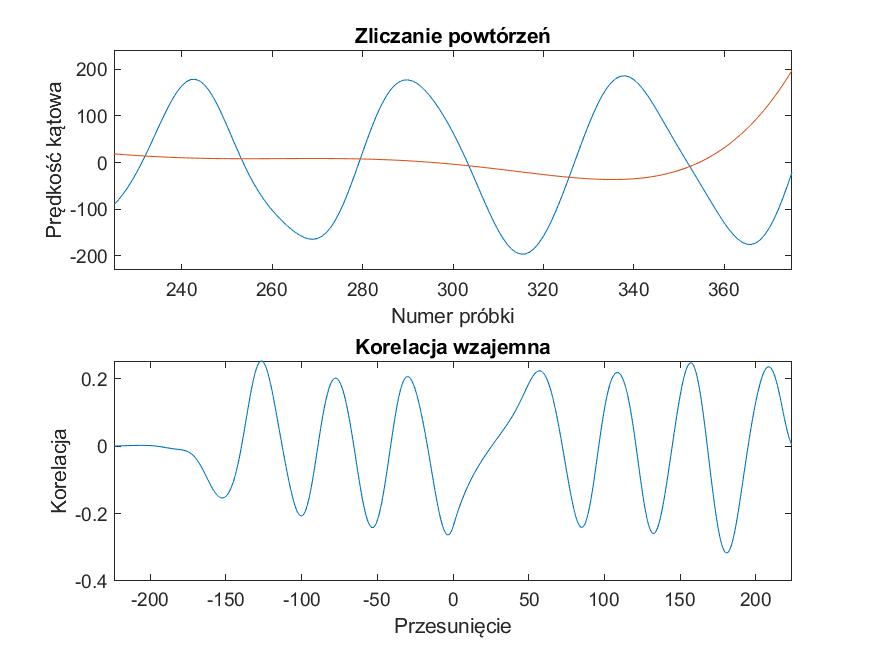 Zliczanie powtórzeń
Prędkość kątowa
200
100
0
-100
-200
240 260 280 300 320 340 360
Numer próbki
Korelacja wzajemna
Korelacja
0.2
0
-0.2
-0.4
-200 -150 -100 -50 0 50 100 150 200
Przesunięcie